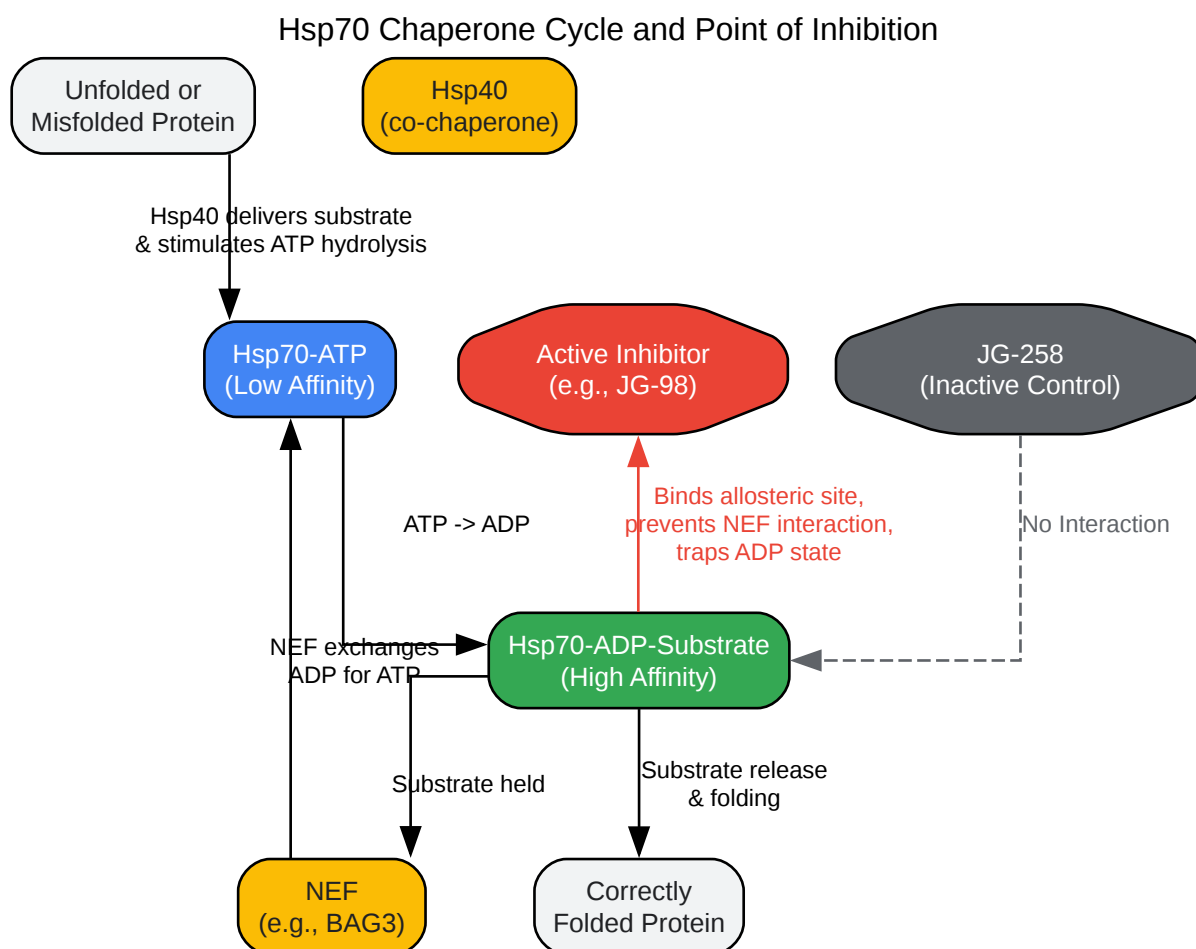 Hsp70 Chaperone Cycle and Point of Inhibition
Unfolded or
Misfolded Protein
Hsp40
(co-chaperone)
Hsp40 delivers substrate
& stimulates ATP hydrolysis
Hsp70-ATP
(Low Affinity)
Active Inhibitor
(e.g., JG-98)
JG-258
(Inactive Control)
ATP -> ADP
Binds allosteric site,
prevents NEF interaction,
traps ADP state
No Interaction
NEF exchanges
ADP for ATP
Hsp70-ADP-Substrate
(High Affinity)
Substrate held
Substrate release
& folding
NEF
(e.g., BAG3)
Correctly
Folded Protein